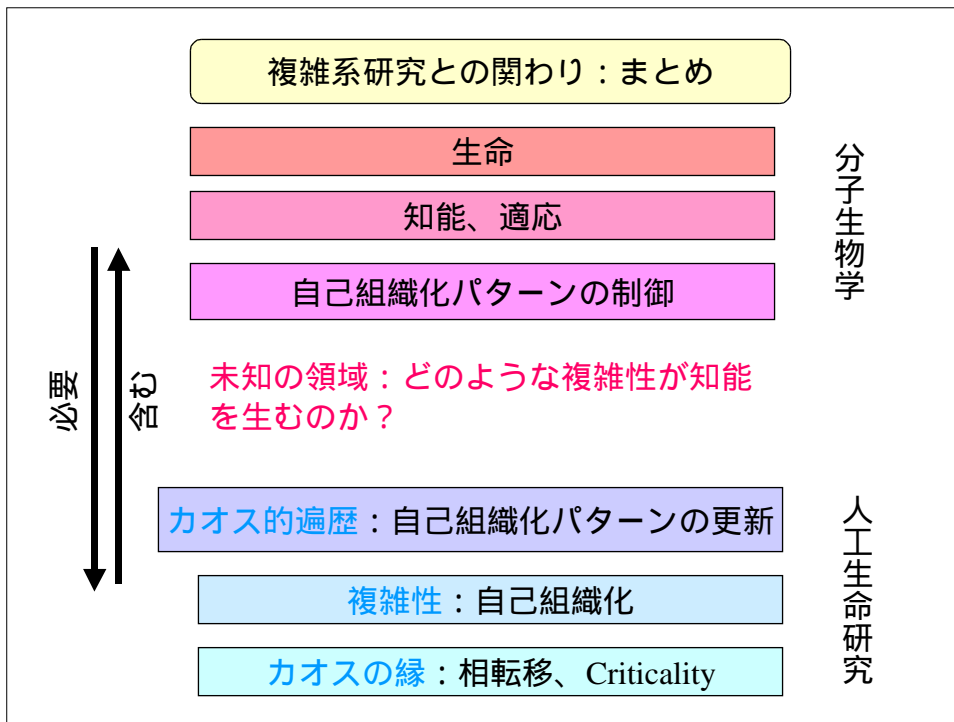 複雑系研究との関わり：まとめ
生命
知能、適応
自己組織化パターンの制御
分子生物学
必要
含む
未知の領域：どのような複雑性が知能
を生むのか？
カオス的遍歴：自己組織化パターンの更新
複雑性：自己組織化
カオスの縁：相転移、Criticality
人工生命研究